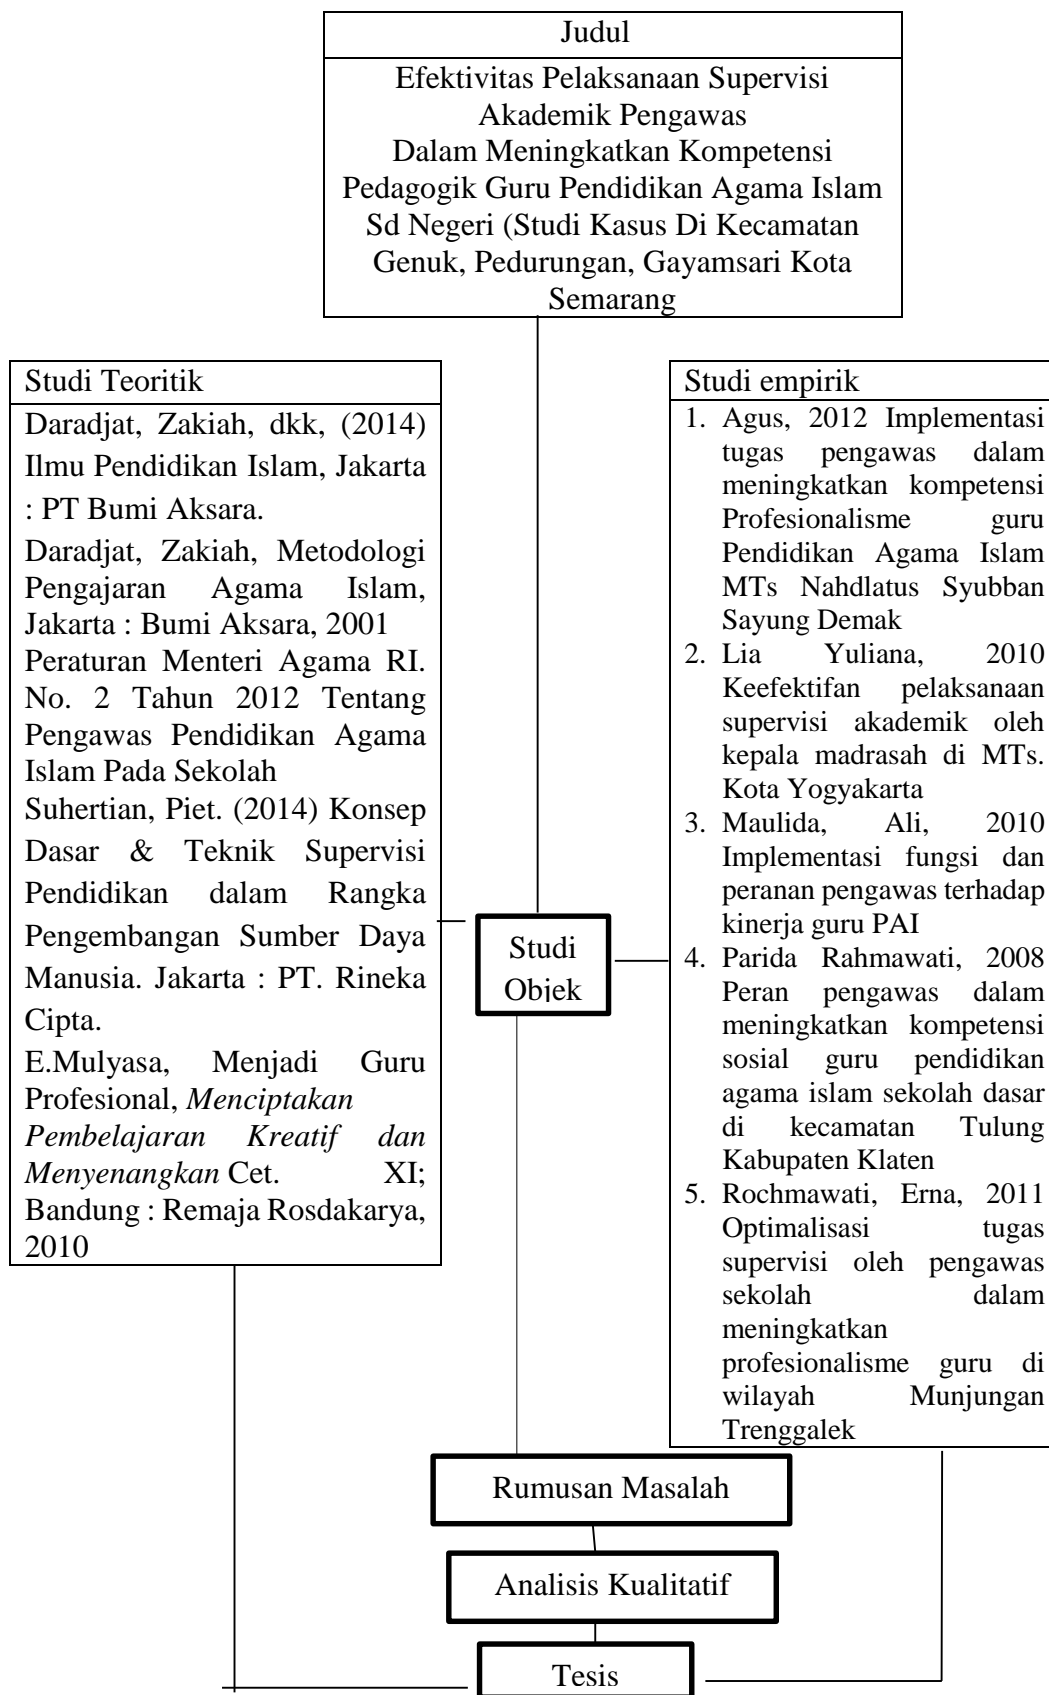 Judul
Efektivitas Pelaksanaan Supervisi
Akademik Pengawas
Dalam Meningkatkan Kompetensi
Pedagogik Guru Pendidikan Agama Islam
Sd Negeri (Studi Kasus Di Kecamatan
Genuk, Pedurungan, Gayamsari Kota
Semarang
Studi Teoritik
Daradjat, Zakiah, dkk, (2014)
Ilmu Pendidikan Islam, Jakarta
: PT Bumi Aksara.
Daradjat, Zakiah, Metodologi
Pengajaran Agama Islam,
Jakarta : Bumi Aksara, 2001
Peraturan Menteri Agama RI.
No. 2 Tahun 2012 Tentang
Pengawas Pendidikan Agama
Islam Pada Sekolah
Suhertian, Piet. (2014) Konsep
Dasar & Teknik Supervisi
Pendidikan dalam Rangka
Pengembangan Sumber Daya
Manusia. Jakarta : PT. Rineka
Cipta.
E.Mulyasa, Menjadi Guru
Profesional, Menciptakan
Pembelajaran Kreatif dan
Menyenangkan Cet. XI;
Bandung : Remaja Rosdakarya,
2010
Studi empirik
1. Agus, 2012 Implementasi
tugas pengawas dalam
meningkatkan kompetensi
Profesionalisme guru
Pendidikan Agama Islam
MTs Nahdlatus Syubban
Sayung Demak
2. Lia Yuliana, 2010
Keefektifan pelaksanaan
supervisi akademik oleh
kepala madrasah di MTs.
Kota Yogyakarta
3. Maulida, Ali, 2010
Implementasi fungsi dan
peranan pengawas terhadap
kinerja guru PAI
4. Parida Rahmawati, 2008
Peran pengawas dalam
meningkatkan kompetensi
sosial guru pendidikan
agama islam sekolah dasar
di kecamatan Tulung
Kabupaten Klaten
5. Rochmawati, Erna, 2011
Optimalisasi tugas
supervisi oleh pengawas
sekolah dalam
meningkatkan
profesionalisme guru di
wilayah Munjungan
Trenggalek
Studi
Objek
Rumusan Masalah
Analisis Kualitatif
Tesis